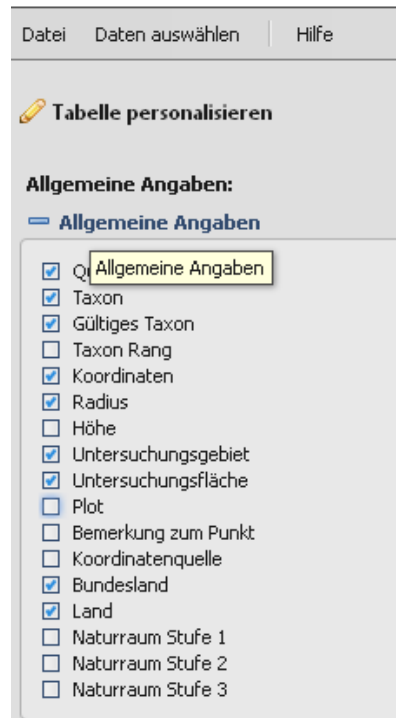 Datei Daten auswählen Hilfe
Tabelle personalisieren
Allgemeine Angaben:
Allgemeine Angaben
Allgemeine Angaben
Taxon
Gültiges Taxon
Taxon Rang
Koordinaten
Radius
Höhe
Untersuchungsgebiet
Untersuchungsfläche
Plot
Bemerkung zum Punkt
Koordinatenquelle
Bundesland
Land
Naturraum Stufe 1
Naturraum Stufe 2
Naturraum Stufe 3